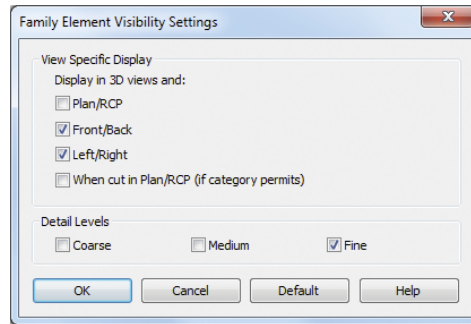 Family Element Visibility Settings
View Specific Display
Display in 3D views and:
Plan/RCP
Front/Back
Left/Right
When cut in Plan/RCP (if category permits)
Detail Levels
Coarse Medium Fine
OK Cancel Default Help